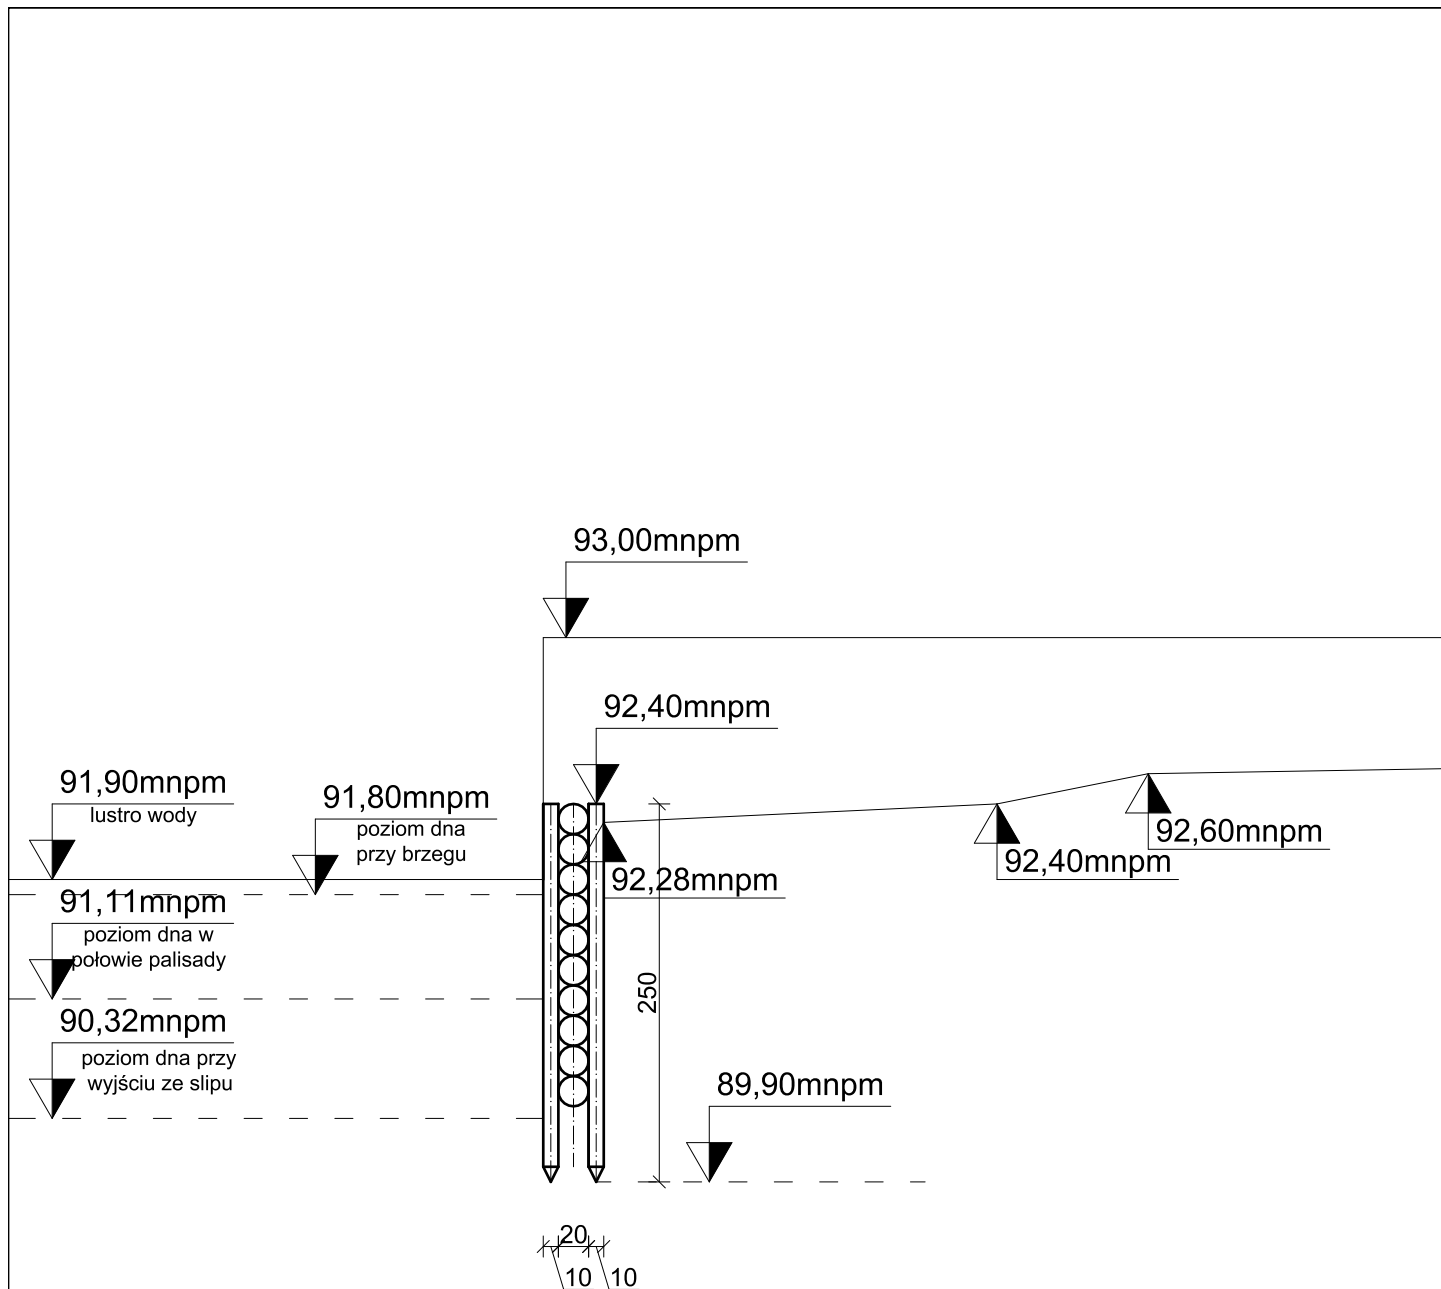 93,00mnpm
92,40mnpm
91,90mnpm
lustro wody
91,80mnpm
poziom dna
przy brzegu
92,60mnpm
92,40mnpm
92,28mnpm
91,11mnpm
poziom dna w
połowie palisady
250
90,32mnpm
poziom dna przy
wyjściu ze slipu
89,90mnpm
20
10
10